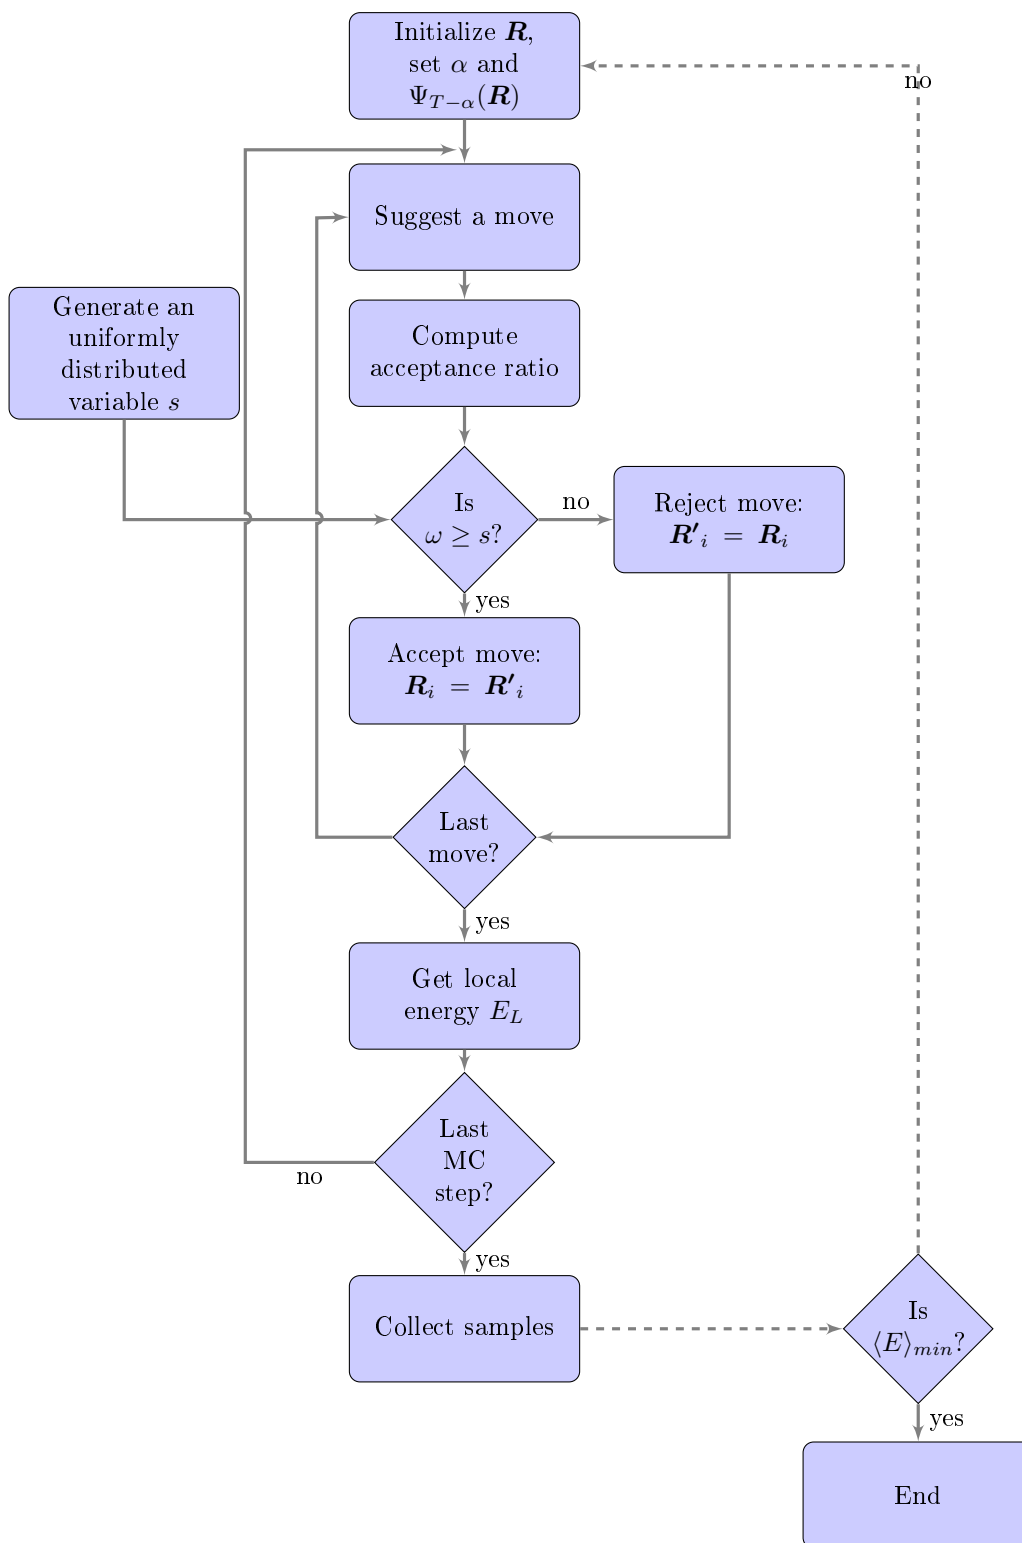 Initialize R,
set α and
Ψ_{T−α}(R)
no
Suggest a move
Generate an
uniformly
distributed
variable s
Compute
acceptance ratio
Is
ω ≥ s?
no
Reject move:
R'_i = R_i
yes
Accept move:
R_i = R'_i
Last
move?
yes
Get local
energy E_L
Last
MC
step?
no
yes
Collect samples
Is
⟨E⟩_{min}?
yes
End